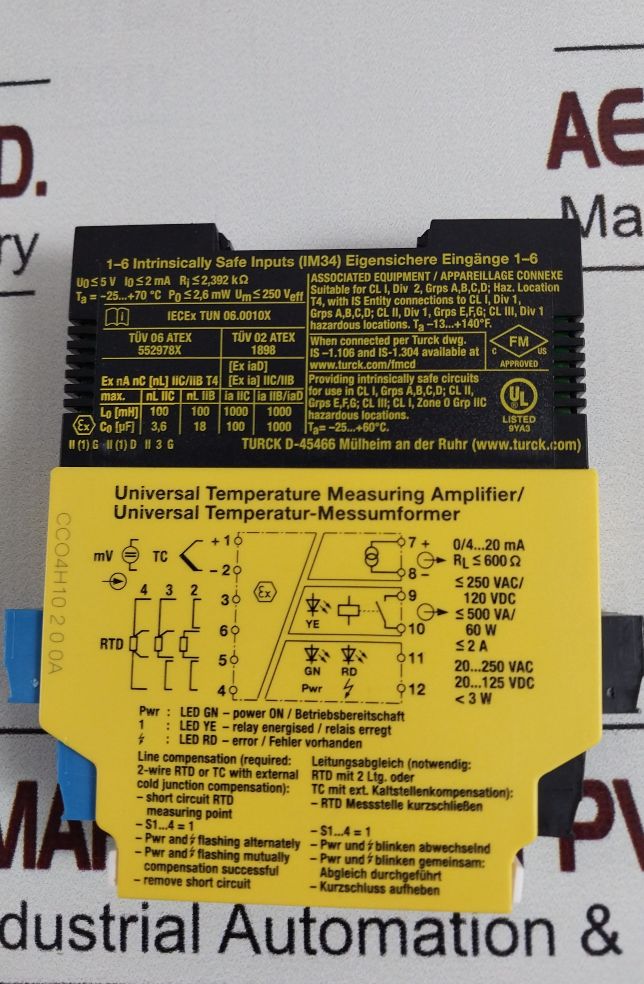 D.
ry
AE
Ma
1–6 Intrinsically Safe Inputs (IM34) Eigensichere Eingänge 1–6
U₀ ≤ 5 V I₀ ≤ 2 mA Rᵢ ≤ 2,392 kΩ
Tₐ = –25...+70 °C P₀ ≤ 2,6 mW Uₘ ≤ 250 Vₑff
IECEx TUN 06.0010X
TÜV 06 ATEX 552978X
TÜV 02 ATEX 1898
[Ex iaD]
Ex nA nC [nL] IIC/IIB T4 [Ex ia] IIC/IIB
max. nL IIC nL IIB ia IIC ia IIB/iaD
L₀ [mH] 100 100 1000 1000
C₀ [µF] 3,6 18 100 1000
Ex
II (1) G II (1) D II 3 G
ASSOCIATED EQUIPMENT / APPAREILLAGE CONNEXE
Suitable for CL I, Div 2, Grps A,B,C,D; Haz. Location
T4, with IS Entity connections to CL I, Div 1,
Grps A,B,C,D; CL II, Div 1, Grps E,F,G; CL III, Div 1
hazardous locations. Tₐ –13...+140°F.
When connected per Turck dwg.
IS –1.106 and IS-1.304 available at
www.turck.com/fmcd
C FM US
APPROVED
Providing intrinsically safe circuits
for use in CL I, Grps A,B,C,D; CL II,
Grps E,F,G; CL III; CL I, Zone 0 Grp IIC
hazardous locations.
Tₐ= –25...+60°C.
UL
LISTED
9YA3
TURCK D-45466 Mülheim an der Ruhr (www.turck.com)
Universal Temperature Measuring Amplifier/
Universal Temperatur-Messumformer
CC04H10 200A
mV TC + 1
– 2
4 3 2
3
6
RTD 5
4
Ex
7 +
8 –
9
10
YE
11
GN RD
Pwr 12
0/4...20 mA
RL ≤ 600 Ω
≤ 250 VAC/
120 VDC
≤ 500 VA/
60 W
≤ 2 A
20...250 VAC
20...125 VDC
< 3 W
Pwr : LED GN – power ON / Betriebsbereitschaft
1 : LED YE – relay energised / relais erregt
: LED RD – error / Fehler vorhanden
Line compensation (required:
2-wire RTD or TC with external
cold junction compensation):
– short circuit RTD
measuring point
– S1...4 = 1
– Pwr and flashing alternately
– Pwr and flashing mutually
compensation successful
– remove short circuit
Leitungsabgleich (notwendig:
RTD mit 2 Ltg. oder
TC mit ext. Kaltstellenkompensation):
– RTD Messstelle kurzschließen
– S1...4 = 1
– Pwr und blinken abwechselnd
– Pwr und blinken gemeinsam:
Abgleich durchgeführt
– Kurzschluss aufheben
MA PV
dustrial Automation &